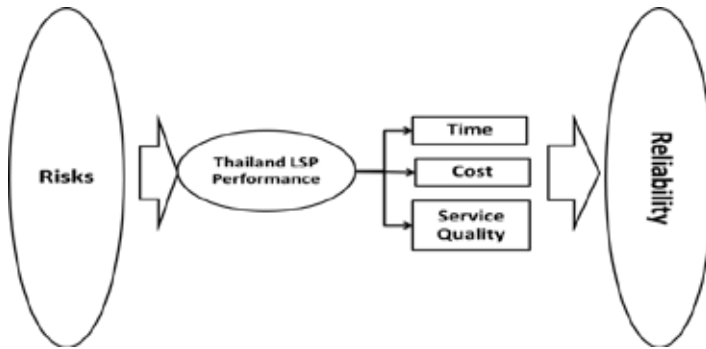 Risks
Thailand LSP
Performance
Time
Cost
Service
Quality
Reliability